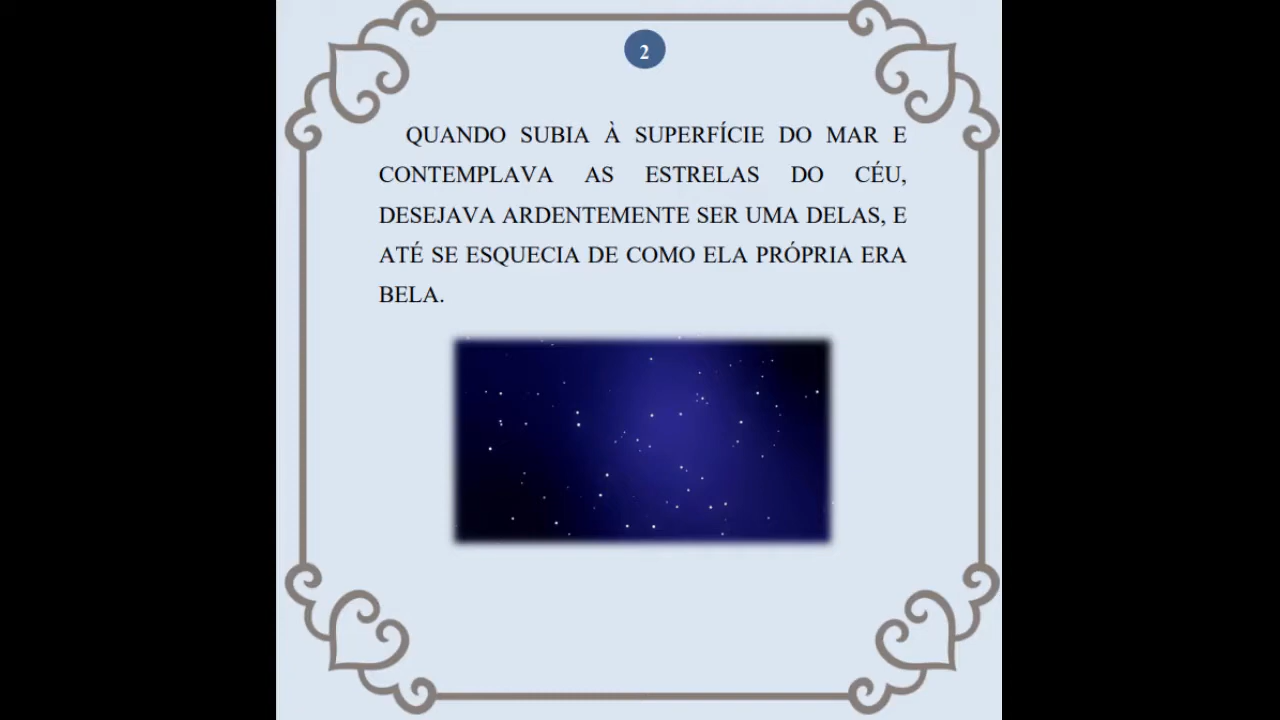 2
QUANDO SUBIA À SUPERFÍCIE DO MAR E
CONTEMPLAVA AS ESTRELAS DO CÉU,
DESEJAVA ARDENTEMENTE SER UMA DELAS, E
ATÉ SE ESQUECIA DE COMO ELA PRÓPRIA ERA
BELA.